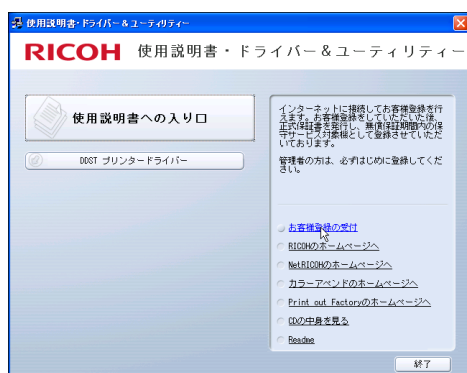 使用説明書・ドライバー & ユーティリティー
RICOH 使用説明書・ドライバー＆ユーティリティー
使用説明書への入り口
DDST プリンタードライバー
インターネットに接続してお客様登録を行
えます。お客様登録をしていただいた後、
正式保証書を発行し、無償保証期間内の保
守サービス対象機として登録させていただ
いております。
管理者の方は、必ずはじめに登録してくだ
さい。
お客様登録の受付
RICOHのホームページへ
NetRICOHのホームページへ
カラーアペンドのホームページへ
Print out Factoryのホームページへ
CDの中身を見る
Readme
終了